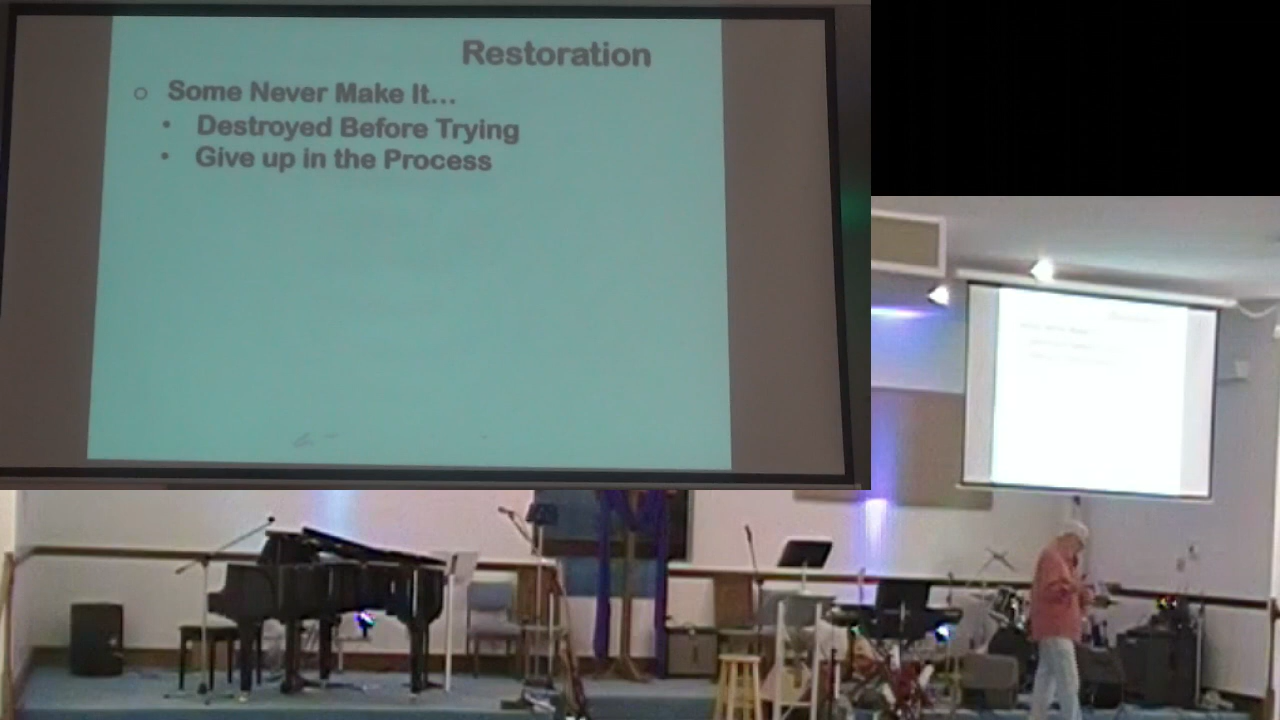 Restoration
○ Some Never Make It...
• Destroyed Before Trying
• Give up in the Process